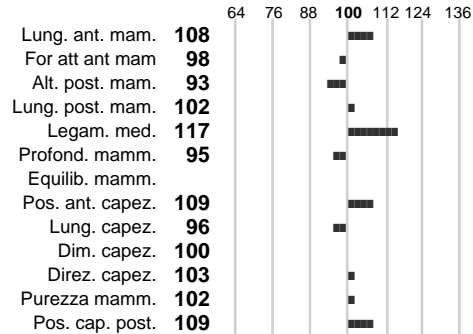 64 76 88 100 112 124 136
Lung. ant. mam. 108
For att ant mam 98
Alt. post. mam. 93
Lung. post. mam. 102
Legam. med. 117
Profond. mamm. 95
Equilib. mamm.
Pos. ant. capez. 109
Lung. capez. 96
Dim. capez. 100
Direz. capez. 103
Purezza mamm. 102
Pos. cap. post. 109